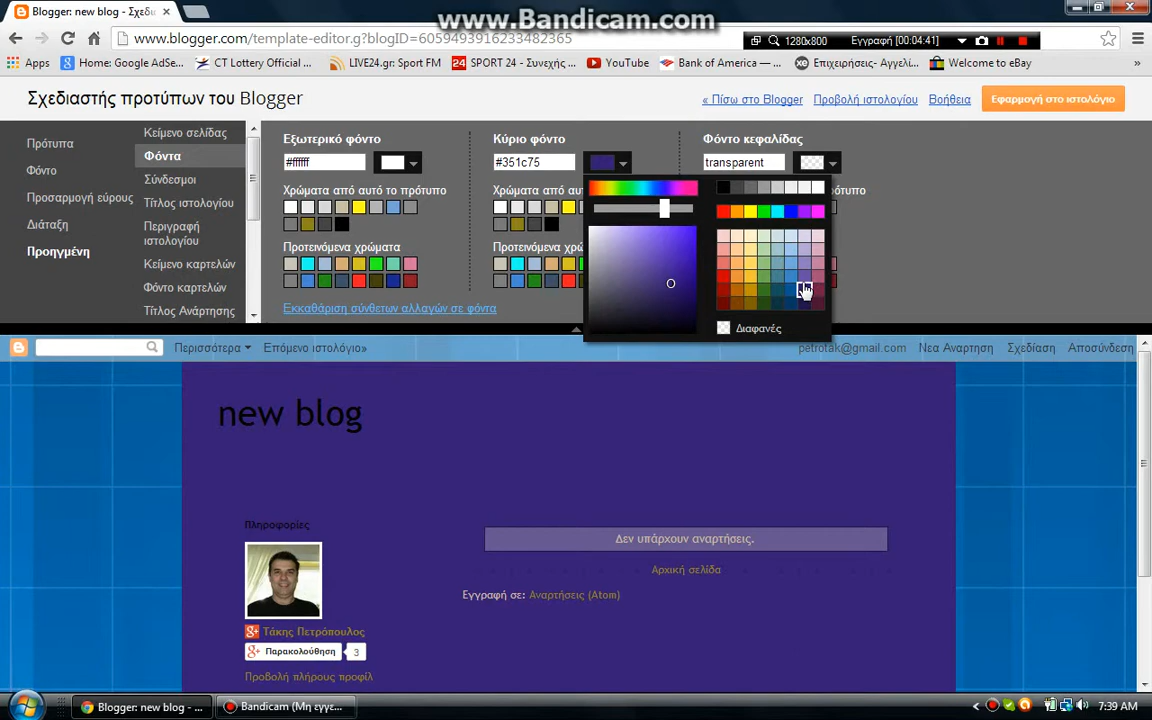 www.Bandicam.com
Blogger: new blog - Σχεδι
www.blogger.com/template-editor.g?blogID=6059493916233482365
1280x800 Εγγραφή [00:04:41]
Apps Home: Google AdSe... CT Lottery Official ... LIVE24.gr: Sport FM SPORT 24 - Συνεχής ... YouTube Bank of America — ... Επιχειρήσεις- Αγγελί... Welcome to eBay »
Σχεδιαστής προτύπων του Blogger
« Πίσω στο Blogger Προβολή ιστολογίου Βοήθεια Εφαρμογή στο ιστολόγιο
Πρότυπα
Φόντο
Προσαρμογή εύρους
Διάταξη
Προηγμένη
Κείμενο σελίδας
Φόντα
Σύνδεσμοι
Τίτλος ιστολογίου
Περιγραφή
ιστολογίου
Κείμενο καρτελών
Φόντο καρτελών
Τίτλος Ανάρτησης
Εξωτερικό φόντο
#ffffff
Χρώματα από αυτό το πρότυπο
Προτεινόμενα χρώματα
Εκκαθάριση σύνθετων αλλαγών σε φόντα
Κύριο φόντο
#351c75
Χρώματα από αυ
Προτεινόμενα χρώ
Διαφανές
Φόντο κεφαλίδας
transparent
ότυπο
Περισσότερα Επόμενο ιστολόγιο»
petrotak@gmail.com Νεα Αναρτηση Σχεδίαση Αποσύνδεση
new blog
Πληροφορίες
Τάκης Πετρόπουλος
Παρακολούθηση 3
Προβολή πλήρους προφίλ
Δεν υπάρχουν αναρτήσεις.
Αρχική σελίδα
Εγγραφή σε: Αναρτήσεις (Atom)
Blogger: new blog - ... Bandicam (Μη εγγε... 7:39 AM